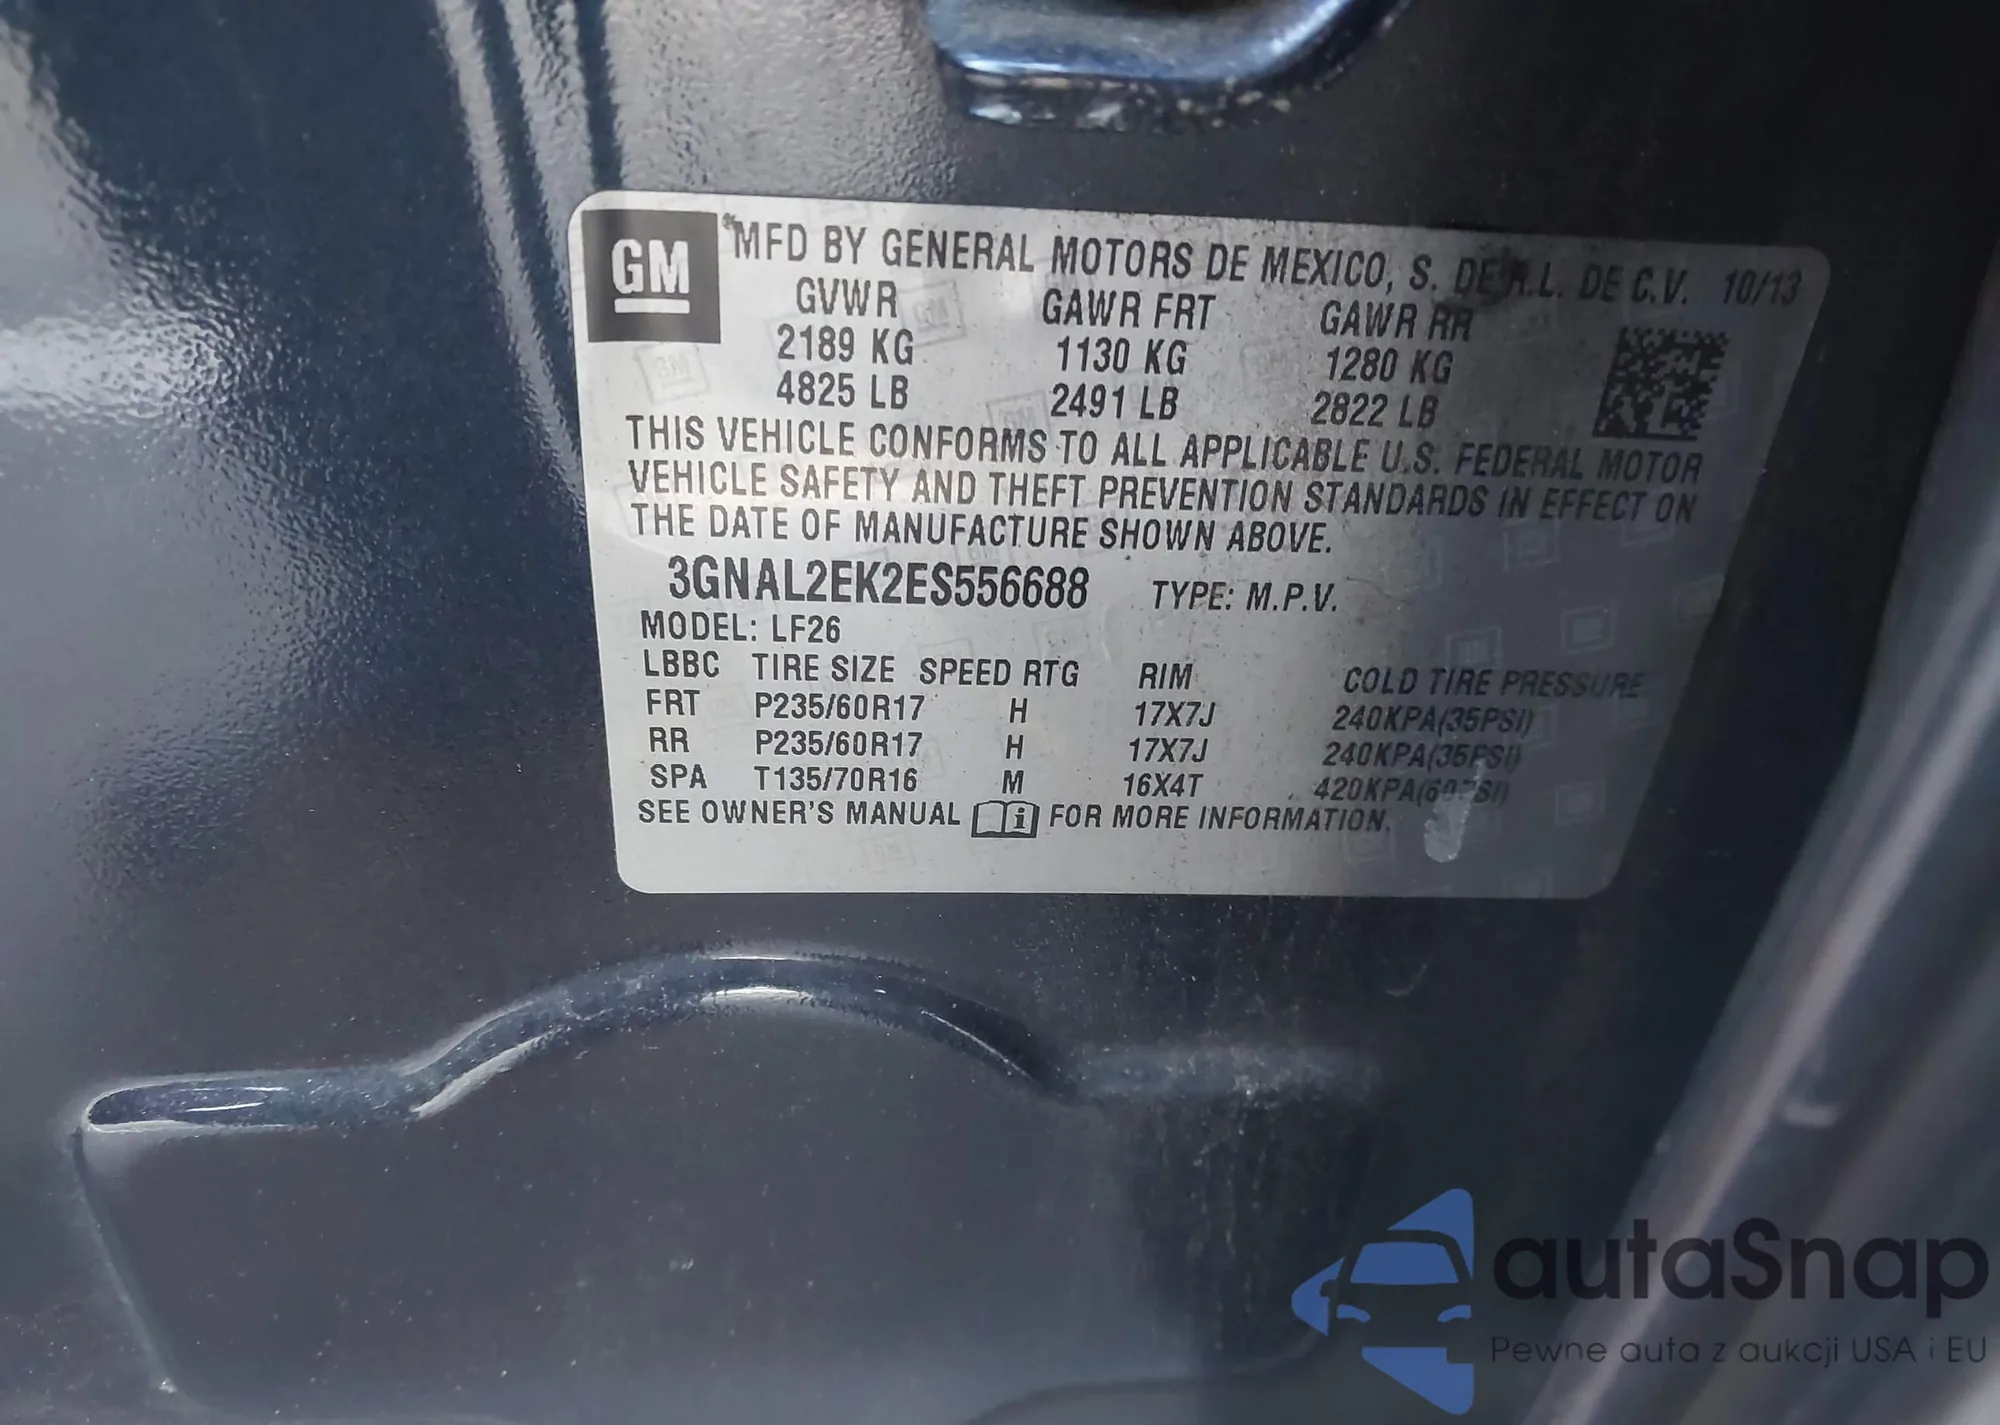 GM
MFD BY GENERAL MOTORS DE MEXICO, S. DE R.L. DE C.V. 10/13
GVWR GAWR FRT GAWR RR
2189 KG 1130 KG 1280 KG
4825 LB 2491 LB 2822 LB
THIS VEHICLE CONFORMS TO ALL APPLICABLE U.S. FEDERAL MOTOR
VEHICLE SAFETY AND THEFT PREVENTION STANDARDS IN EFFECT ON
THE DATE OF MANUFACTURE SHOWN ABOVE.
3GNAL2EK2ES556688 TYPE: M.P.V.
MODEL: LF26
LBBC TIRE SIZE SPEED RTG RIM COLD TIRE PRESSURE
FRT P235/60R17 H 17X7J 240KPA(35PSI)
RR P235/60R17 H 17X7J 240KPA(35PSI)
SPA T135/70R16 M 16X4T 420KPA(60PSI)
SEE OWNER'S MANUAL FOR MORE INFORMATION.
autaSnap
Pewne auta z aukcji USA i EU